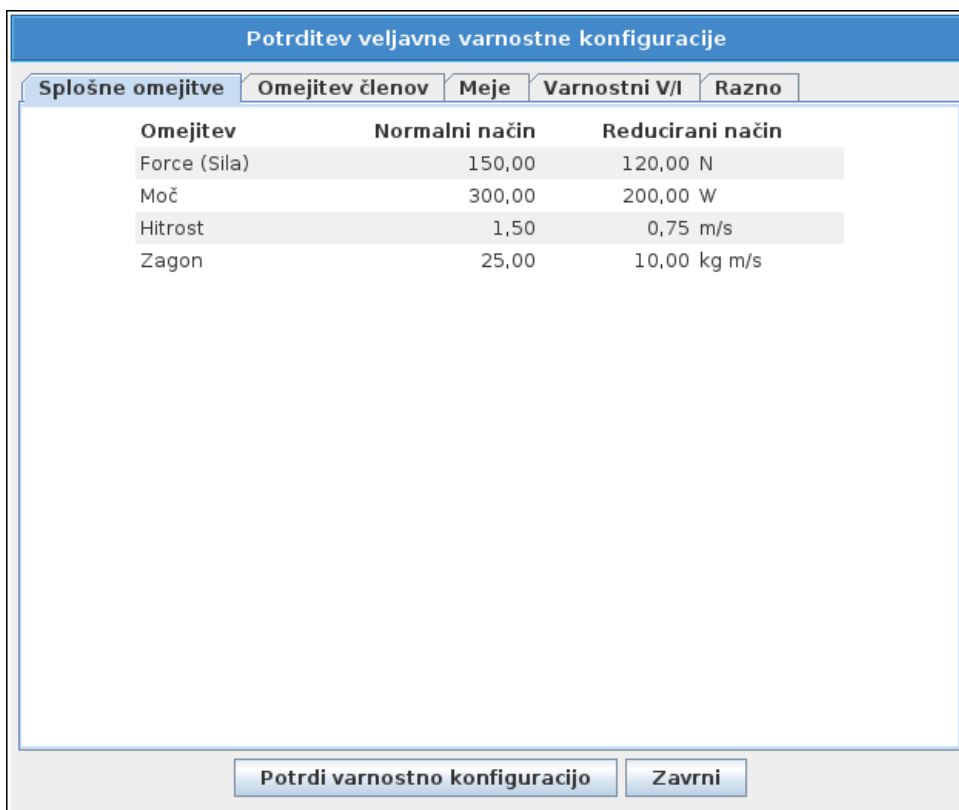 Potrditev veljavne varnostne konfiguracije
Splošne omejitve Omejitev členov Meje Varnostni V/I Razno
Omejitev Normalni način Reducirani način
Force (Sila) 150,00 120,00 N
Moč 300,00 200,00 W
Hitrost 1,50 0,75 m/s
Zagon 25,00 10,00 kg m/s
Potrdi varnostno konfiguracijo Zavrni